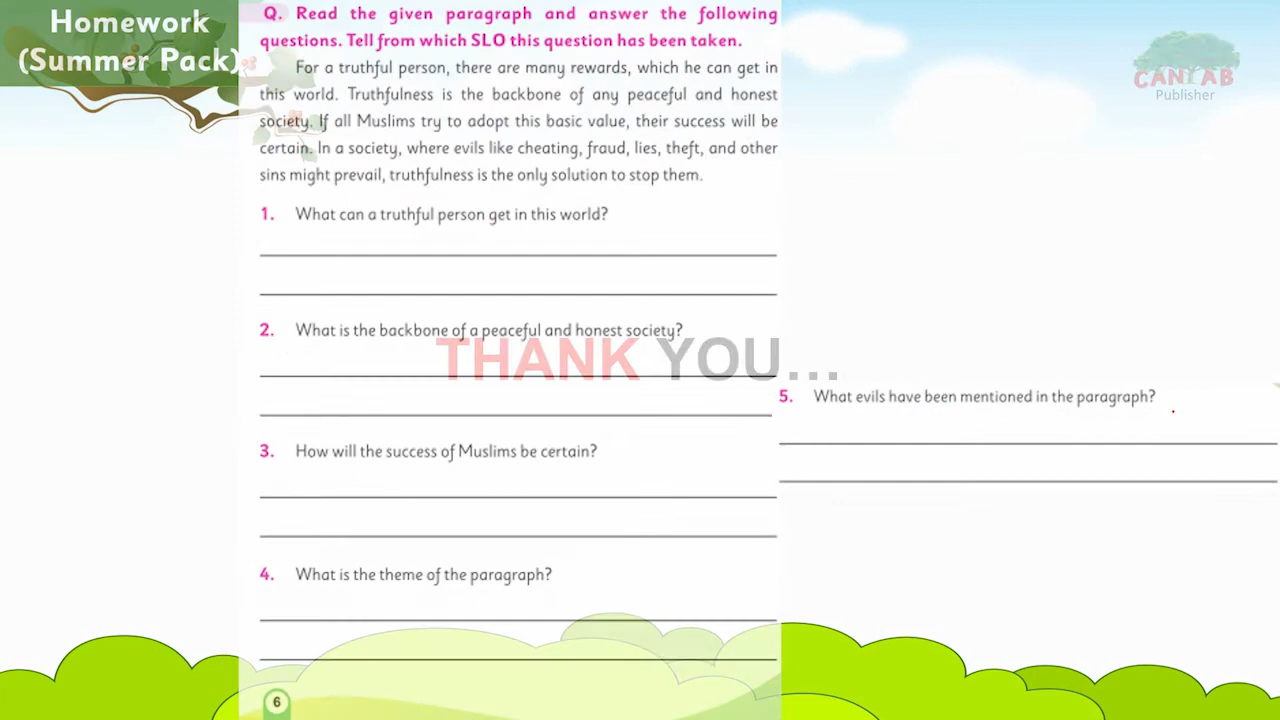 Homework
(Summer Pack)
Q. Read the given paragraph and answer the following
questions. Tell from which SLO this question has been taken.
For a truthful person, there are many rewards, which he can get in
this world. Truthfulness is the backbone of any peaceful and honest
society. If all Muslims try to adopt this basic value, their success will be
certain. In a society, where evils like cheating, fraud, lies, theft, and other
sins might prevail, truthfulness is the only solution to stop them.
1. What can a truthful person get in this world?
2. What is the backbone of a peaceful and honest society?
THANK YOU...
3. How will the success of Muslims be certain?
4. What is the theme of the paragraph?
6
CANTAB
Publisher
5. What evils have been mentioned in the paragraph?